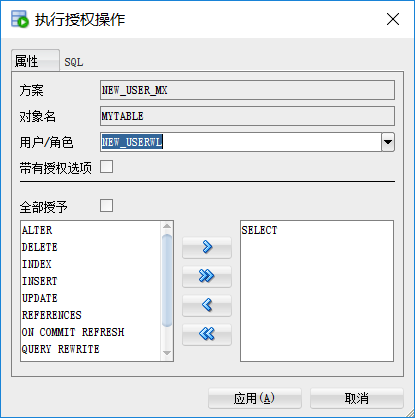 执行授权操作
属性 SQL
方案 NEW_USER_MX
对象名 MYTABLE
用户/角色 NEW_USERWL
带有授权选项
全部授予
ALTER
DELETE
INDEX
INSERT
UPDATE
REFERENCES
ON COMMIT REFRESH
QUERY REWRITE
SELECT
应用(A) 取消